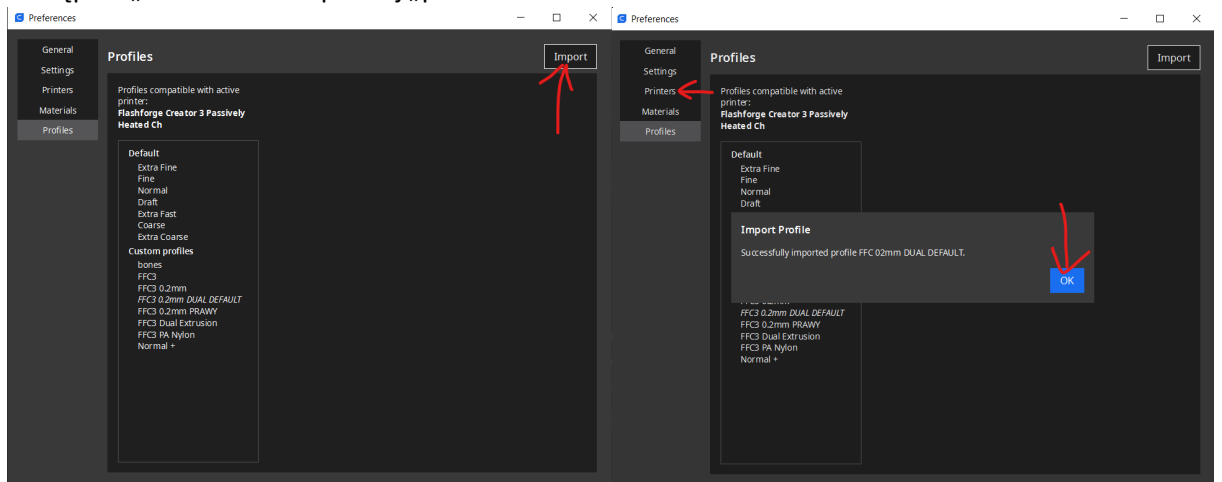 Preferences
General
Settings
Printers
Materials
Profiles
Profiles
Import
Profiles compatible with active
printer:
Flashforge Creator 3 Passively
Heated Ch
Default
Extra Fine
Fine
Normal
Draft
Extra Fast
Coarse
Extra Coarse
Custom profiles
bones
FFC3
FFC3 0.2mm
FFC3 0.2mm DUAL DEFAULT
FFC3 0.2mm PRAWY
FFC3 Dual Extrusion
FFC3 PA Nylon
Normal +
Preferences
General
Settings
Printers
Materials
Profiles
Profiles
Import
Profiles compatible with active
printer:
Flashforge Creator 3 Passively
Heated Ch
Default
Extra Fine
Fine
Normal
Draft
Import Profile
Successfully imported profile FFC 02mm DUAL DEFAULT.
OK
FFC3 0.2mm DUAL DEFAULT
FFC3 0.2mm PRAWY
FFC3 Dual Extrusion
FFC3 PA Nylon
Normal +